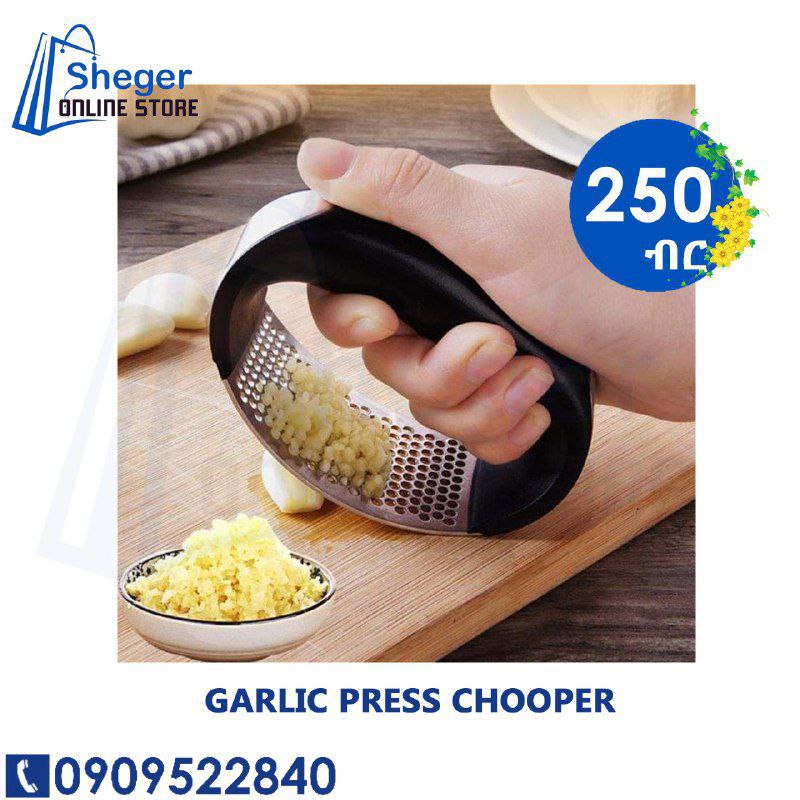 Sheger
ONLINE STORE
250
ብር
GARLIC PRESS CHOOPER
0909522840